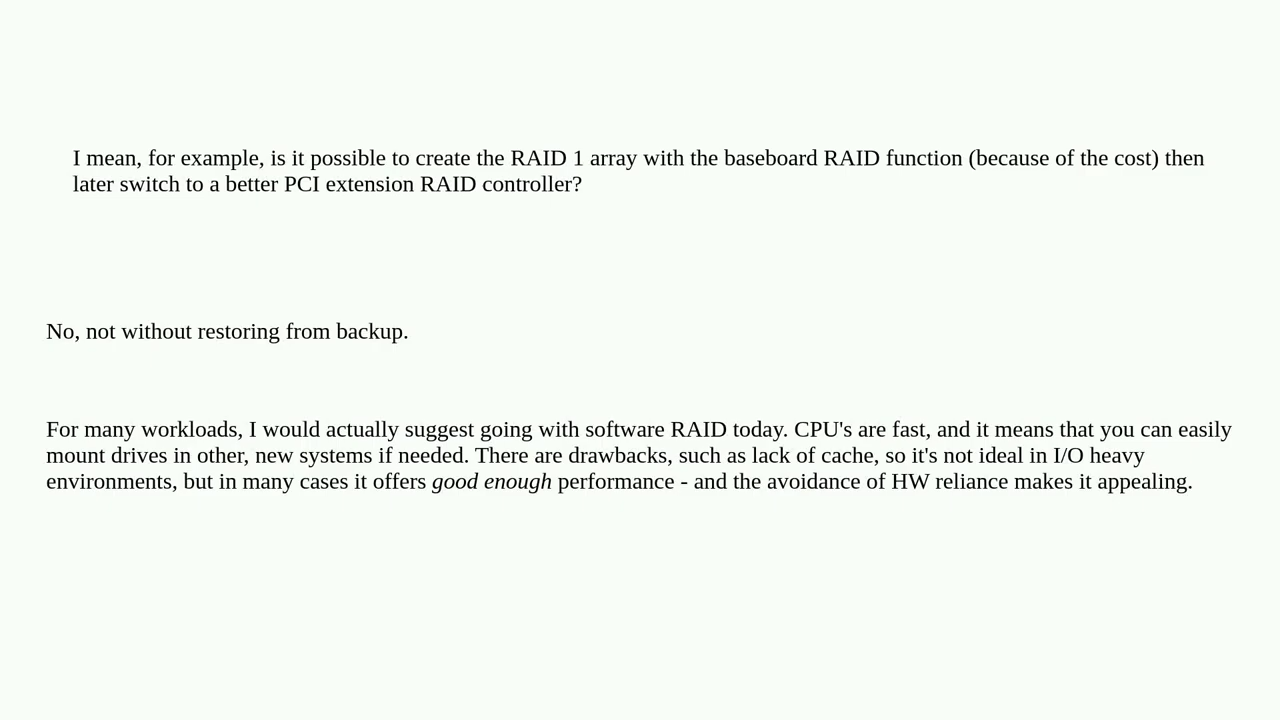 I mean, for example, is it possible to create the RAID 1 array with the baseboard RAID function (because of the cost) then
later switch to a better PCI extension RAID controller?
No, not without restoring from backup.
For many workloads, I would actually suggest going with software RAID today. CPU's are fast, and it means that you can easily
mount drives in other, new systems if needed. There are drawbacks, such as lack of cache, so it's not ideal in I/O heavy
environments, but in many cases it offers good enough performance - and the avoidance of HW reliance makes it appealing.